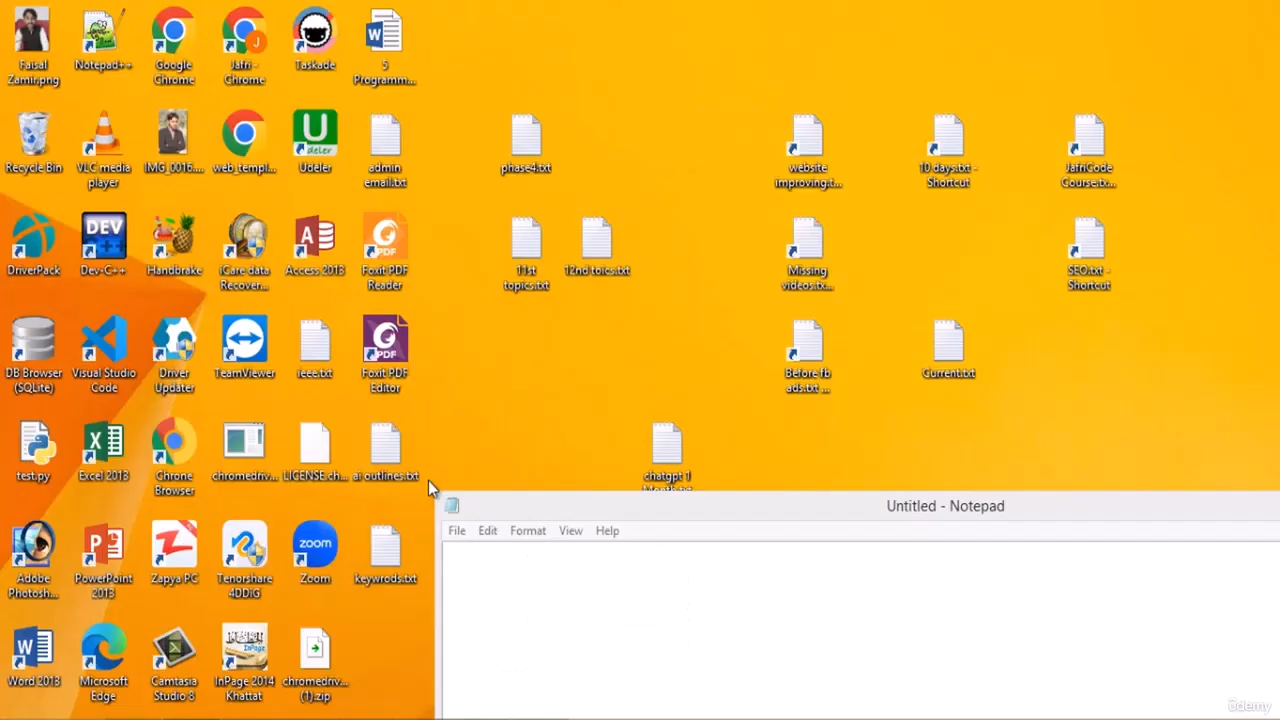 Faisal
Zamir.png
Notepad++
Google
Chrome
Jafri -
Chrome
Taskade
5
Programm...
Recycle Bin
VLC media
player
IMG_0016....
web_templ...
Udeler
admin
email.txt
phase4.txt
website
improving.t...
10 days.txt -
Shortcut
JafriCode
Course.tx...
DriverPack
Dev-C++
Handbrake
iCare data
Recover...
Access 2013
Foxit PDF
Reader
11st
topics.txt
12nd toics.txt
Missing
videos.tx...
SEO.txt -
Shortcut
DB Browser
(SQLite)
Visual Studio
Code
Driver
Updater
TeamViewer
ieee.txt
Foxit PDF
Editor
Before fb
ads.txt ...
Current.txt
test.py
Excel 2013
Chrone
Browser
chromedriv...
LICENSE.ch...
ai outlines.txt
chatgpt 1
Month.txt
Adobe
Photosh...
PowerPoint
2013
Zapya PC
Tenorshare
4DDiG
Zoom
keywrods.txt
Word 2013
Microsoft
Edge
Camtasia
Studio 8
InPage 2014
Khattat
chromedriv...
(1).zip
Untitled - Notepad
File Edit Format View Help
udemy